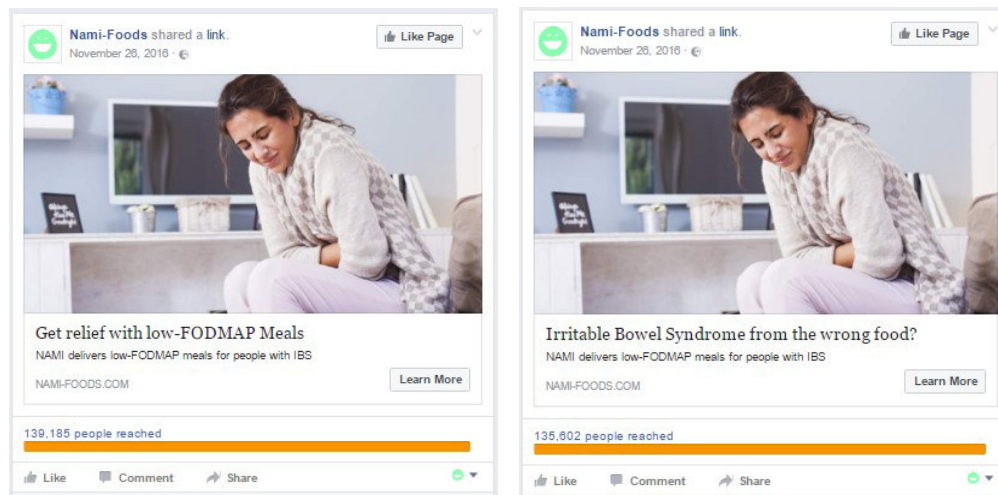 Nami-Foods shared a link.
November 26, 2016
Like Page
Get relief with low-FODMAP Meals
NAMI delivers low-FODMAP meals for people with IBS
NAMI-FOODS.COM
Learn More
139,185 people reached
Like Comment Share
Nami-Foods shared a link.
November 26, 2016
Like Page
Irritable Bowel Syndrome from the wrong food?
NAMI delivers low-FODMAP meals for people with IBS
NAMI-FOODS.COM
Learn More
135,602 people reached
Like Comment Share